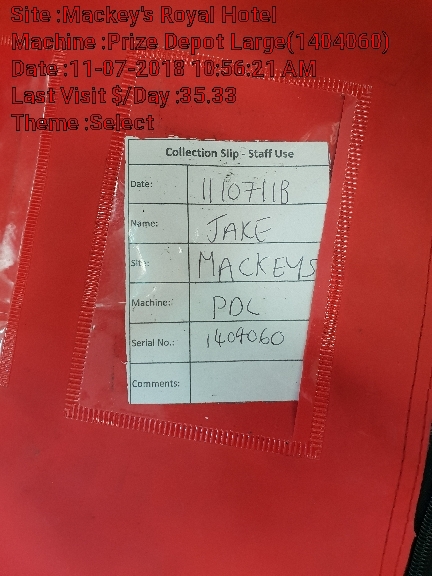 Site :Mackey's Royal Hotel
Machine :Prize Depot Large(1404060)
Date :11-07-2018 10:56:21 AM
Last Visit $/Day :35.33
Theme :Select
Collection Slip - Staff Use
Date: 11/07/18
Name: JAKE
Site: MACKEYS
Machine: PDL
Serial No.: 1404060
Comments: